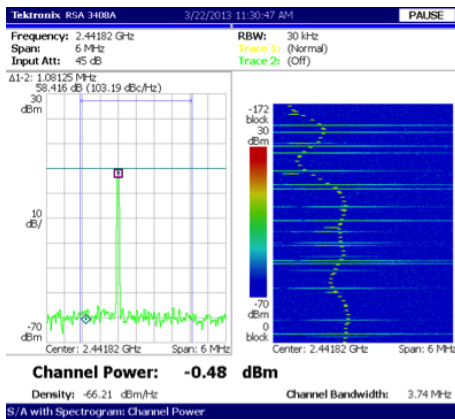 Tektronix RSA 3408A 3/22/2013 11:30:47 AM PAUSE
Frequency: 2.44182 GHz RBW: 30 kHz
Span: 6 MHz Trace 1: (Normal)
Input Att: 45 dB Trace 2: (Off)
Δ1-2: 1.08125 MHz
58.416 dB (103.19 dBc/Hz)
30
dBm
10
dB/
-70
dBm
Center: 2.44182 GHz Span: 6 MHz
-172
block
30
dBm
-70
dBm
0
block
Center: 2.44182 GHz Span: 6 MHz
Channel Power: -0.48 dBm
Density: -66.21 dBm/Hz Channel Bandwidth: 3.74 MHz
S/A with Spectrogram: Channel Power